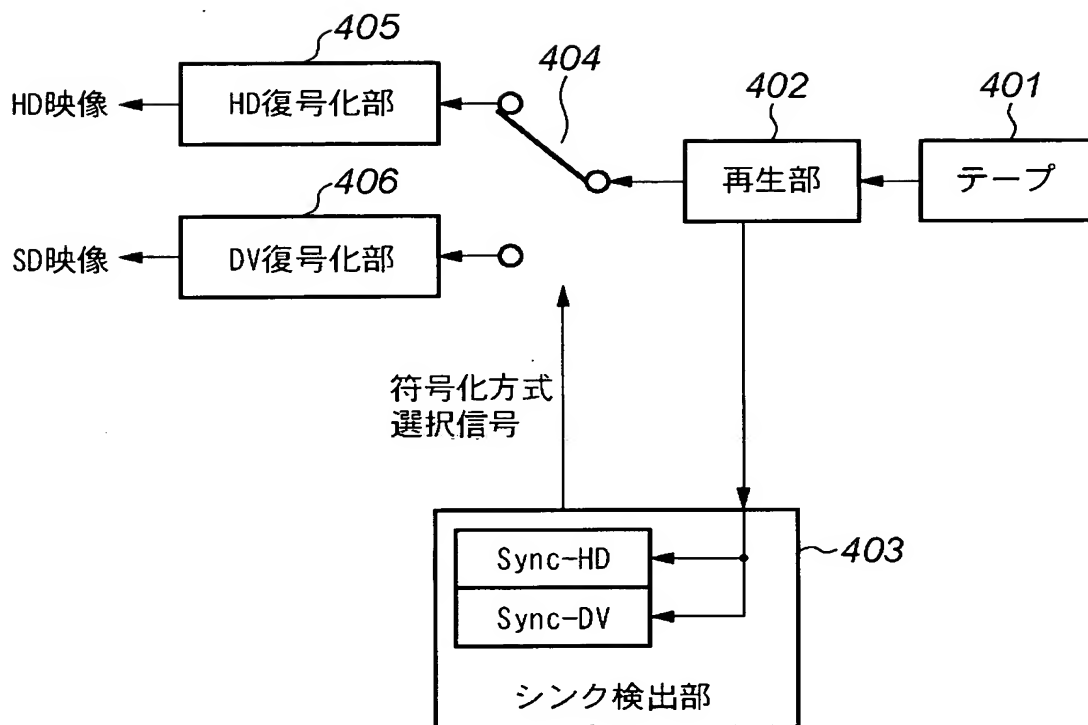 405
404
402
401
HD映像
HD復号化部
再生部
テープ
406
SD映像
DV復号化部
符号化方式
選択信号
403
Sync-HD
Sync-DV
シンク検出部